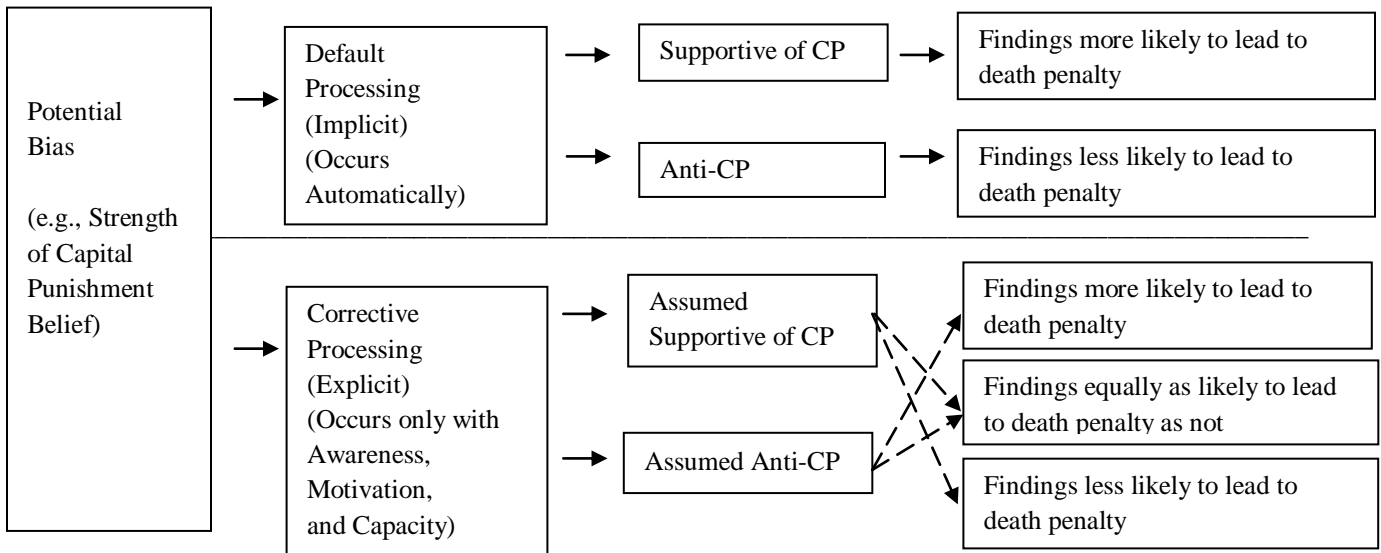 Potential
Bias
(e.g., Strength
of Capital
Punishment
Belief)
Default
Processing
(Implicit)
(Occurs
Automatically)
Supportive of CP
Findings more likely to lead to
death penalty
Anti-CP
Findings less likely to lead to
death penalty
Corrective
Processing
(Explicit)
(Occurs only with
Awareness,
Motivation,
and Capacity)
Assumed
Supportive of CP
Assumed Anti-CP
Findings more likely to lead to
death penalty
Findings equally as likely to lead
to death penalty as not
Findings less likely to lead to
death penalty